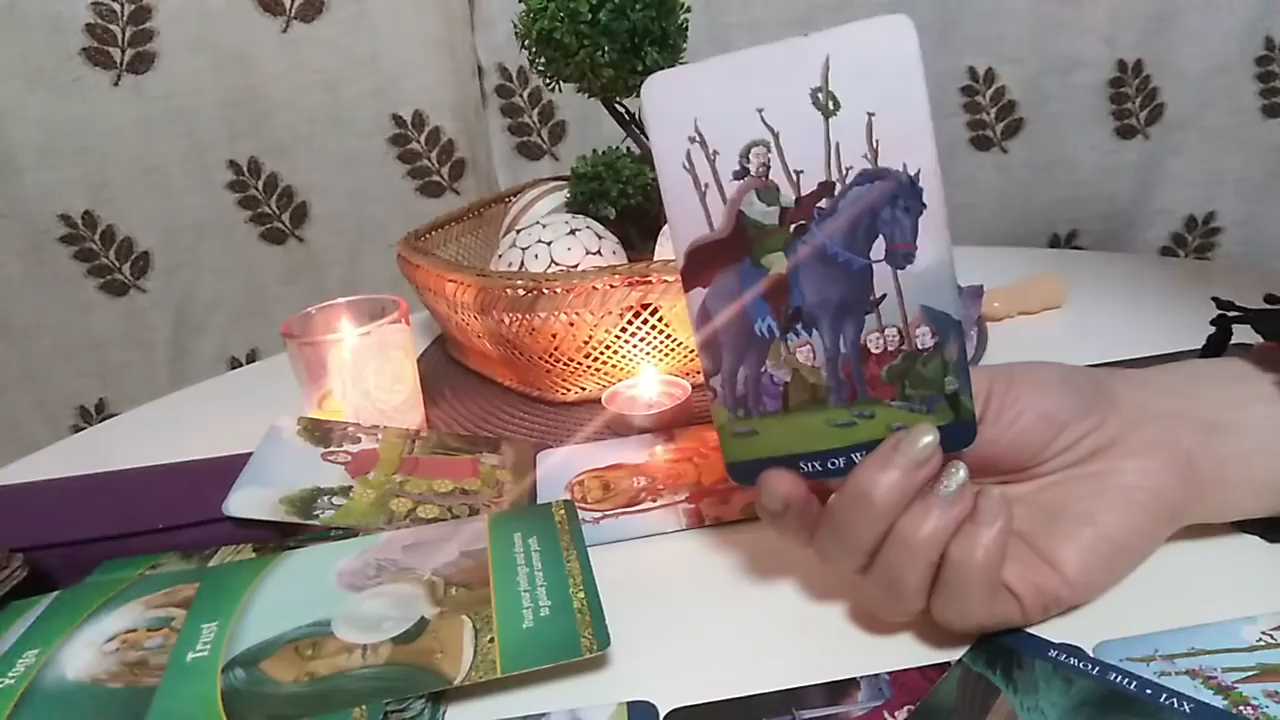 SIX OF W
Trust your feelings and dreams
to guide your career path.
Trust
Yoga
XVI • THE TOWER